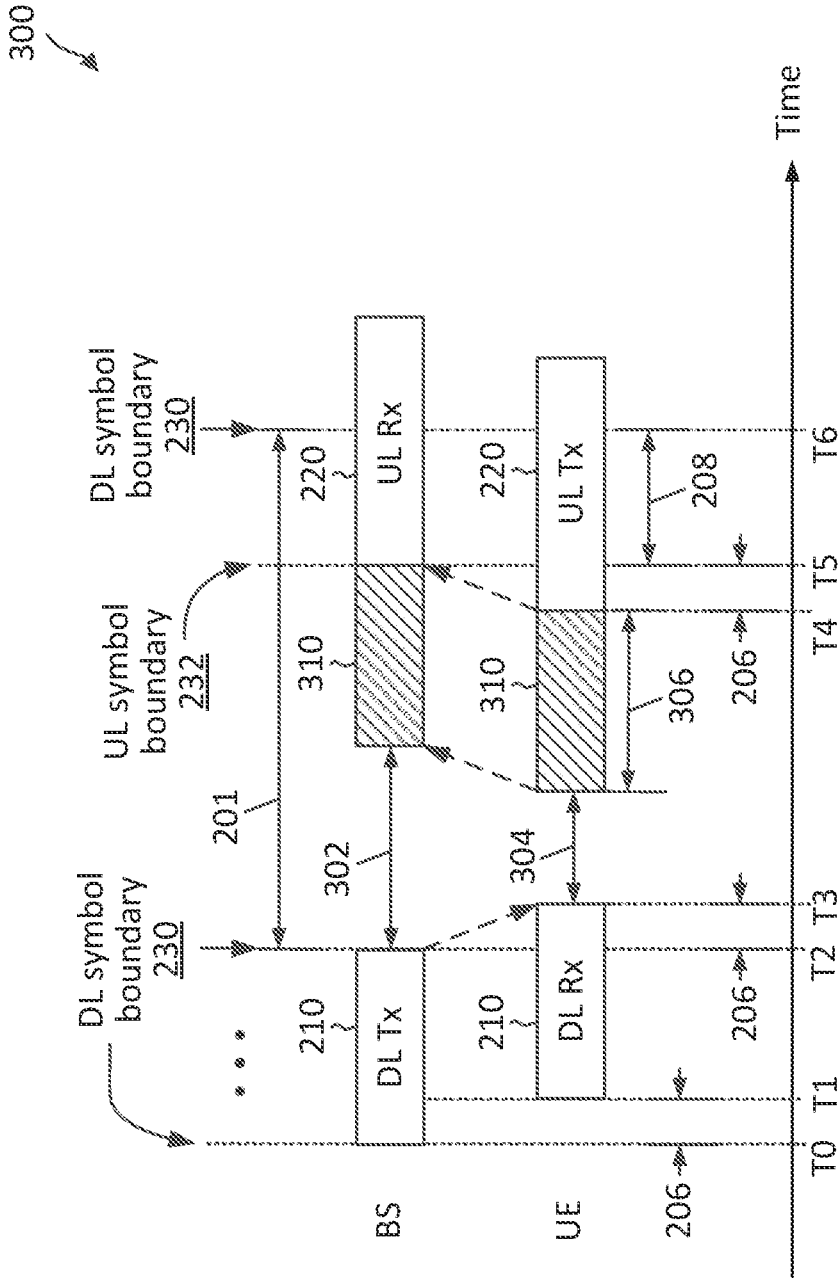 300
DL symbol
boundary
230
UL symbol
boundary
232
DL symbol
boundary
230
201
BS
210
DL Tx
302
310
220
UL Rx
UE
210
DL Rx
304
310
220
UL Tx
306
208
206
206
206
T0
T1
T2
T3
T4
T5
T6
Time